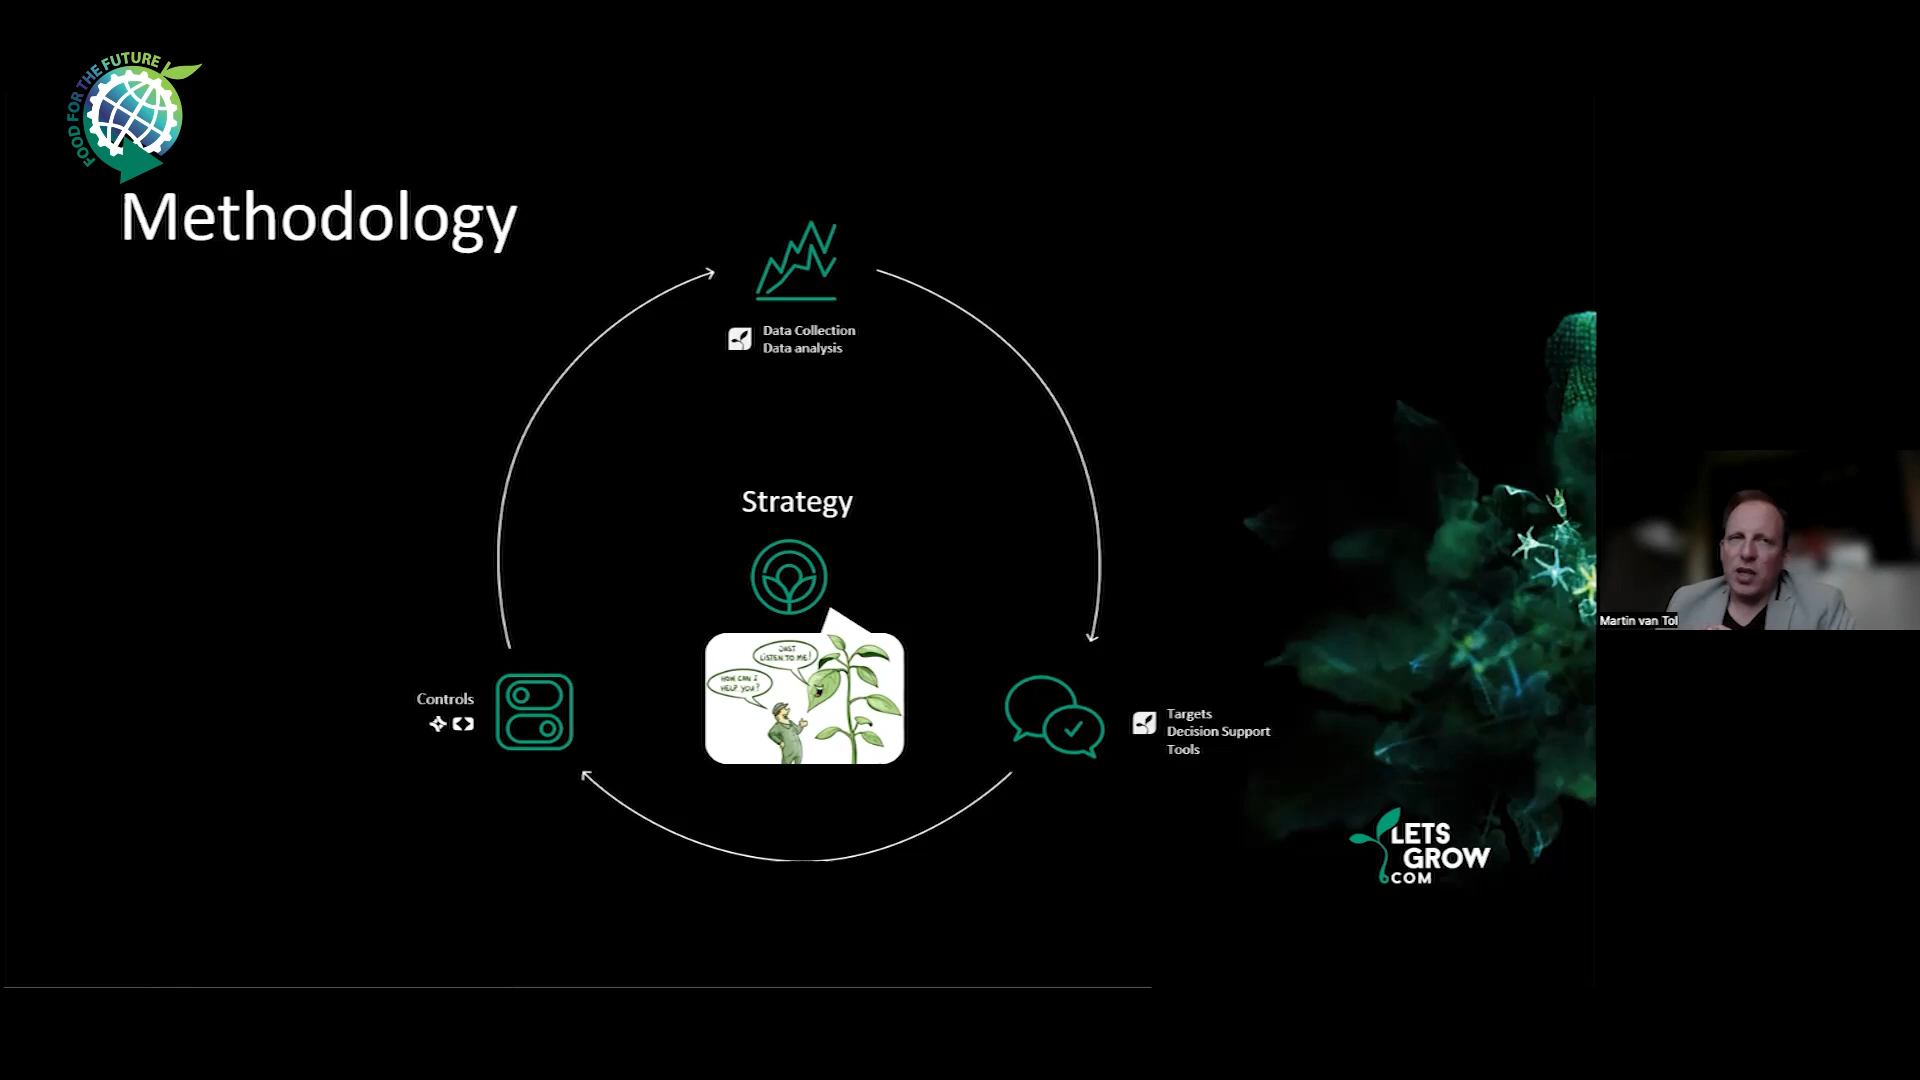 FOOD FOR THE FUTURE !
Methodology
Data Collection
Data analysis
Strategy
JUST
LISTEN TO ME!
HOW CAN I
HELP YOU?
Controls
Targets
Decision Support
Tools
LETS
GROW
.COM
Martin van Tol